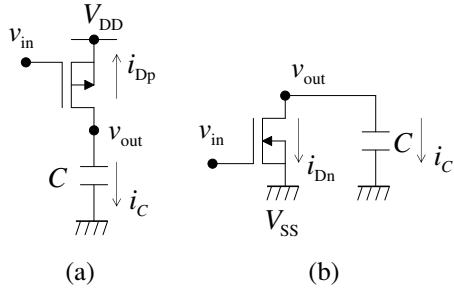 V_DD
v_in
i_Dp
v_out
C
i_C
(a)
v_out
v_in
i_Dn
C
i_C
V_SS
(b)